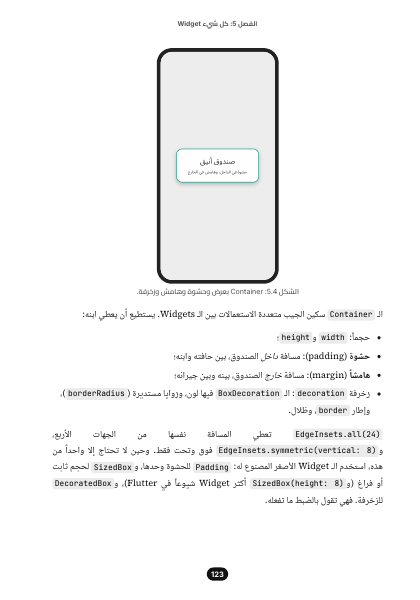 الفصل 5: كل شيء Widget
صندوق أنيق
حشوة في الداخل، وهامش في الخارج
الشكل 5.4: Container بعرض وحشوة وهامش وزخرفة.
الـ Container سكين الجيب متعددة الاستعمالات بين الـ Widgets. يستطيع أن يعطي ابنه:
• حجماً: width و height؛
• حشوة (padding): مسافة داخل الصندوق، بين حافته وابنه؛
• هامشاً (margin): مسافة خارج الصندوق، بينه وبين جيرانه؛
• زخرفة decoration: الـ BoxDecoration فيها لون، وزوايا مستديرة (borderRadius)،
وإطار border، وظلال.
EdgeInsets.all(24) تعطي المسافة نفسها من الجهات الأربع،
و EdgeInsets.symmetric(vertical: 8) فوق وتحت فقط. وحين لا تحتاج إلا واحداً من
هذه، استخدم الـ Widget الأصغر المصنوع له: Padding للحشوة وحدها، و SizedBox لحجم ثابت
أو فراغ (و SizedBox(height: 8) أكثر Widget شيوعاً في Flutter)، و DecoratedBox
للزخرفة. فهي تقول بالضبط ما تفعله.
123